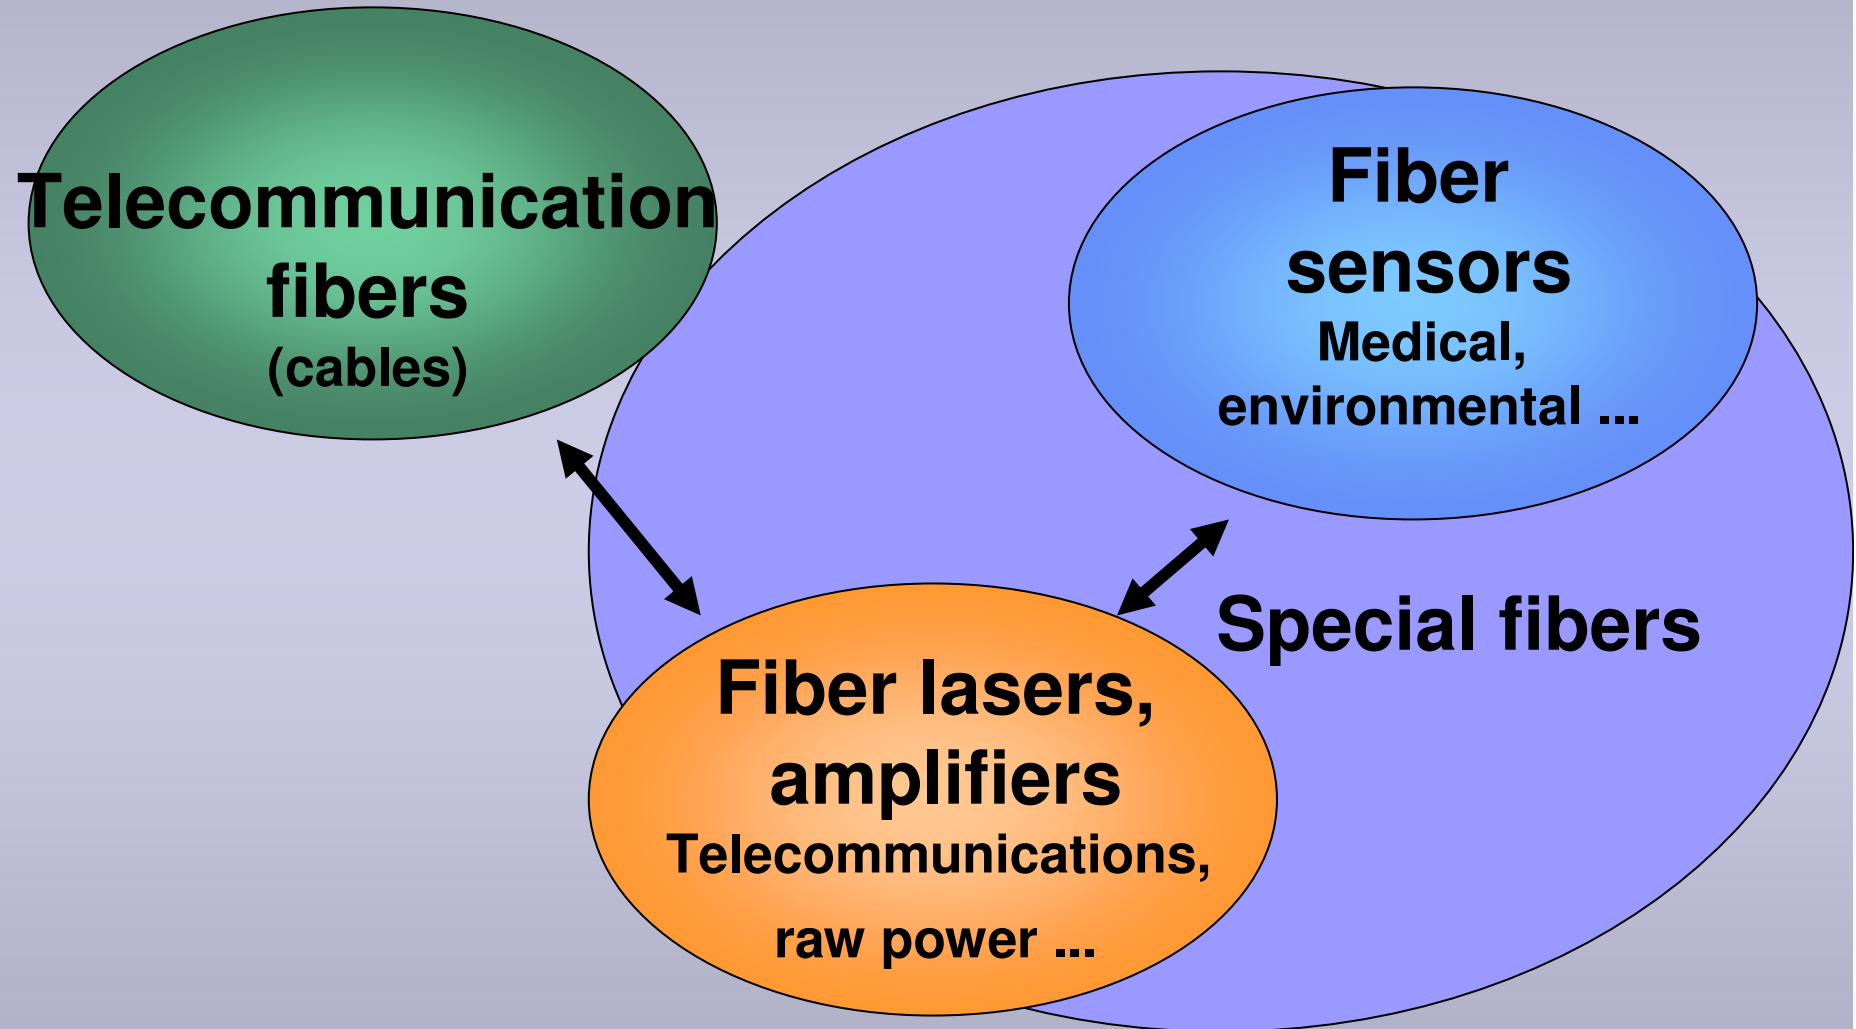 Telecommunication
fibers
(cables)
Fiber
sensors
Medical,
environmental ...
Special fibers
Fiber lasers,
amplifiers
Telecommunications,
raw power ...